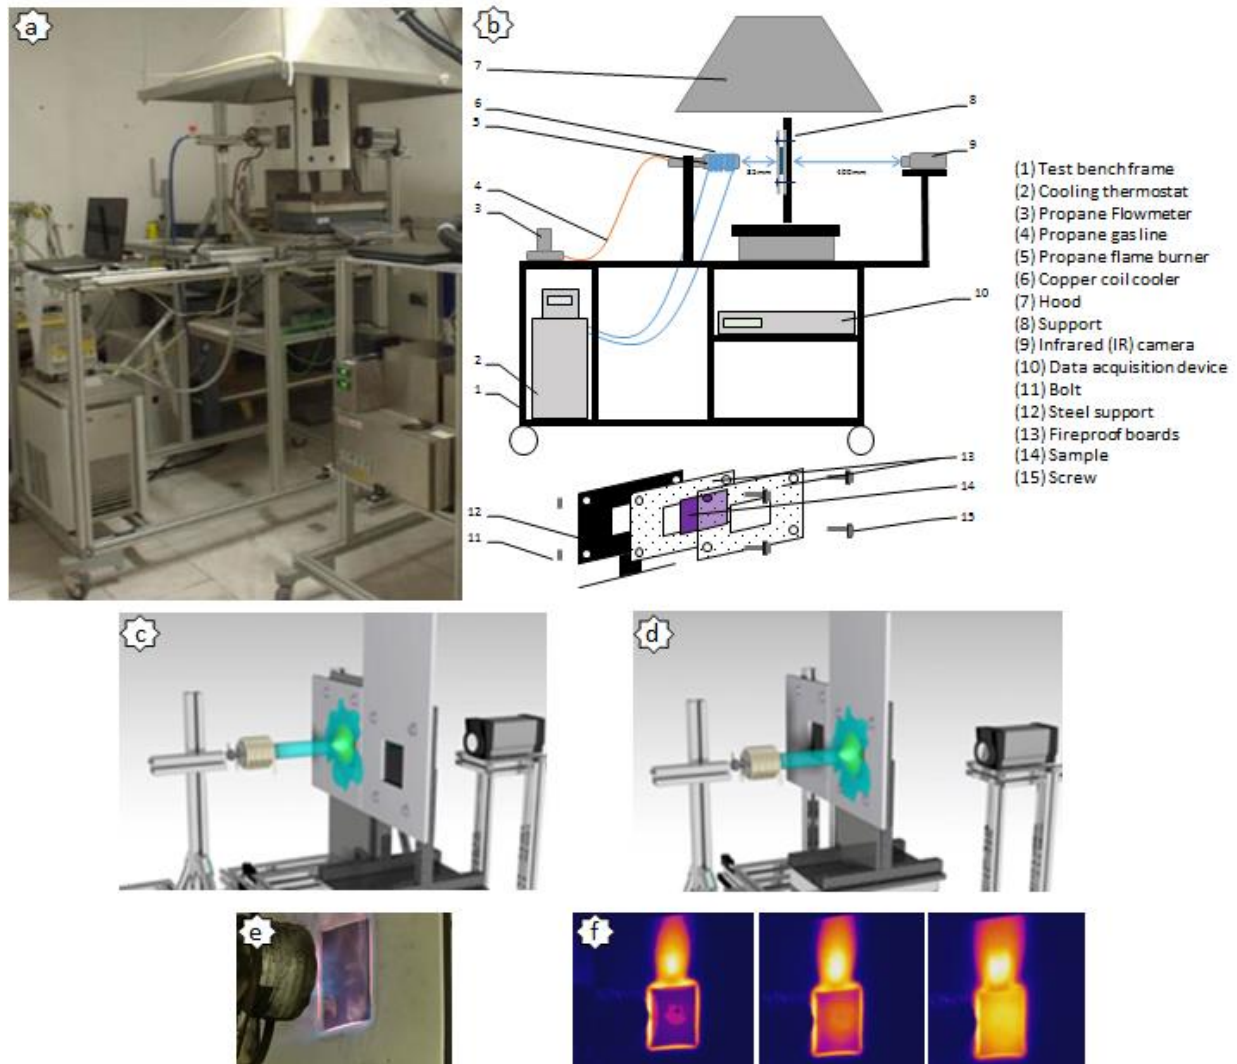 a
b
7
6
5
4
3
8
9
10
2
1
13
14
12
11
15
(1) Test bench frame
(2) Cooling thermostat
(3) Propane Flowmeter
(4) Propane gas line
(5) Propane flame burner
(6) Copper coil cooler
(7) Hood
(8) Support
(9) Infrared (IR) camera
(10) Data acquisition device
(11) Bolt
(12) Steel support
(13) Fireproof boards
(14) Sample
(15) Screw
c
d
e
f